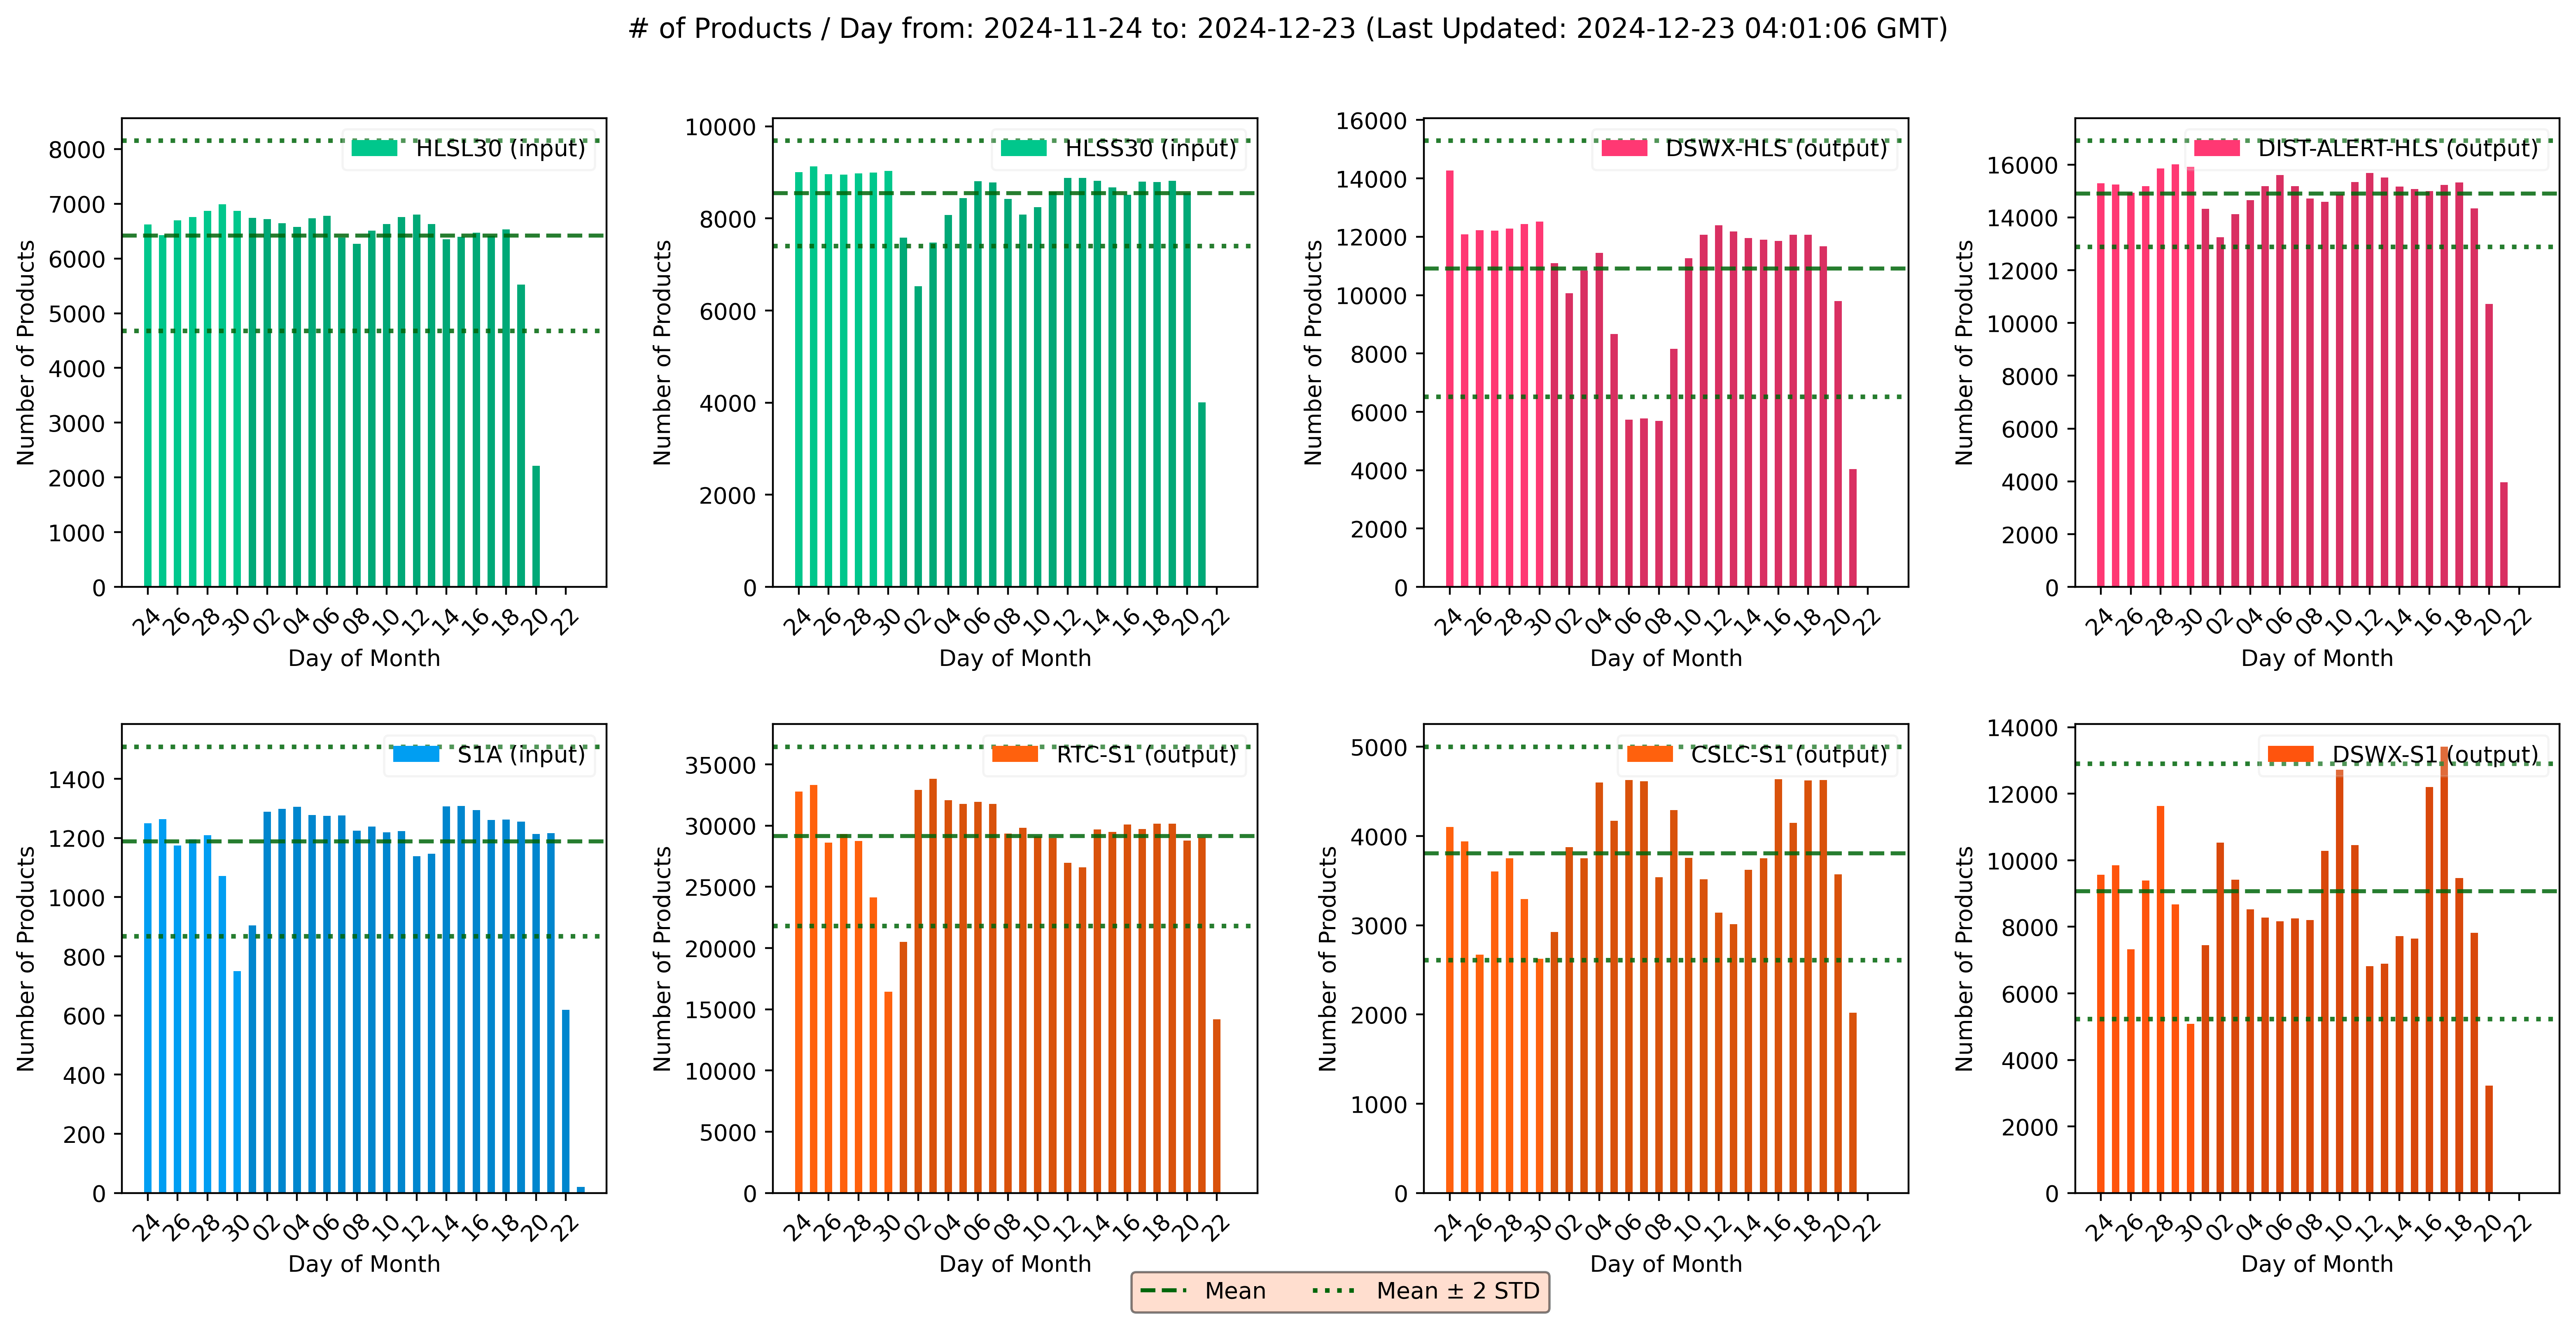 # of Products / Day from: 2024-11-24 to: 2024-12-23 (Last Updated: 2024-12-23 04:01:06 GMT)
HLSL30 (input)
Number of Products
8000
7000
6000
5000
4000
3000
2000
1000
0
24 26 28 30 02 04 06 08 10 12 14 16 18 20 22
Day of Month
HLSS30 (input)
Number of Products
10000
8000
6000
4000
2000
0
24 26 28 30 02 04 06 08 10 12 14 16 18 20 22
Day of Month
DSWX-HLS (output)
Number of Products
16000
14000
12000
10000
8000
6000
4000
2000
0
24 26 28 30 02 04 06 08 10 12 14 16 18 20 22
Day of Month
DIST-ALERT-HLS (output)
Number of Products
16000
14000
12000
10000
8000
6000
4000
2000
0
24 26 28 30 02 04 06 08 10 12 14 16 18 20 22
Day of Month
S1A (input)
Number of Products
1400
1200
1000
800
600
400
200
0
24 26 28 30 02 04 06 08 10 12 14 16 18 20 22
Day of Month
RTC-S1 (output)
Number of Products
35000
30000
25000
20000
15000
10000
5000
0
24 26 28 30 02 04 06 08 10 12 14 16 18 20 22
Day of Month
CSLC-S1 (output)
Number of Products
5000
4000
3000
2000
1000
0
24 26 28 30 02 04 06 08 10 12 14 16 18 20 22
Day of Month
DSWX-S1 (output)
Number of Products
14000
12000
10000
8000
6000
4000
2000
0
24 26 28 30 02 04 06 08 10 12 14 16 18 20 22
Day of Month
Mean
Mean ± 2 STD